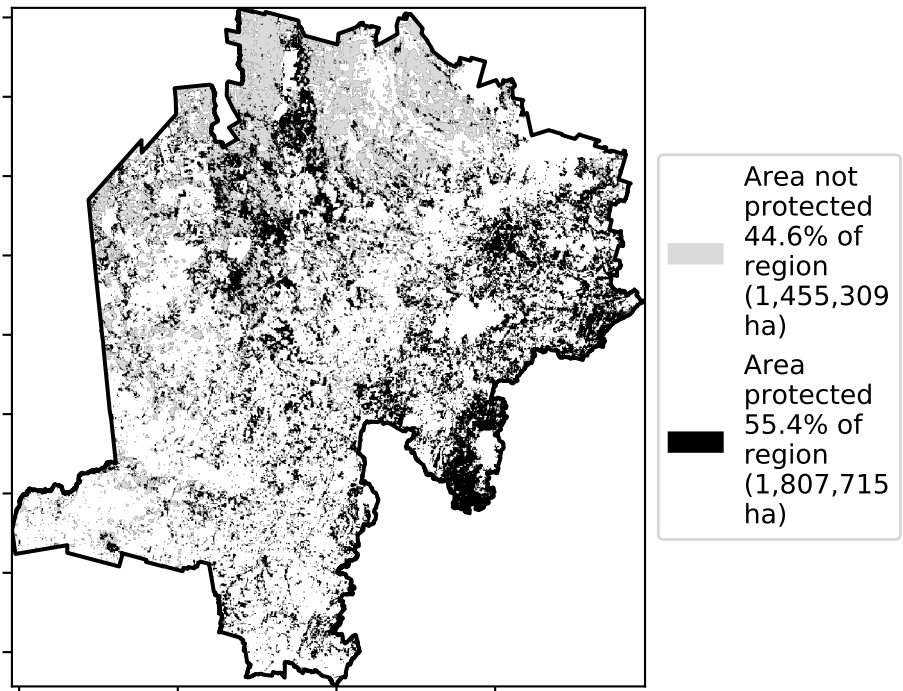 Area not
protected
44.6% of
region
(1,455,309
ha)
Area
protected
55.4% of
region
(1,807,715
ha)